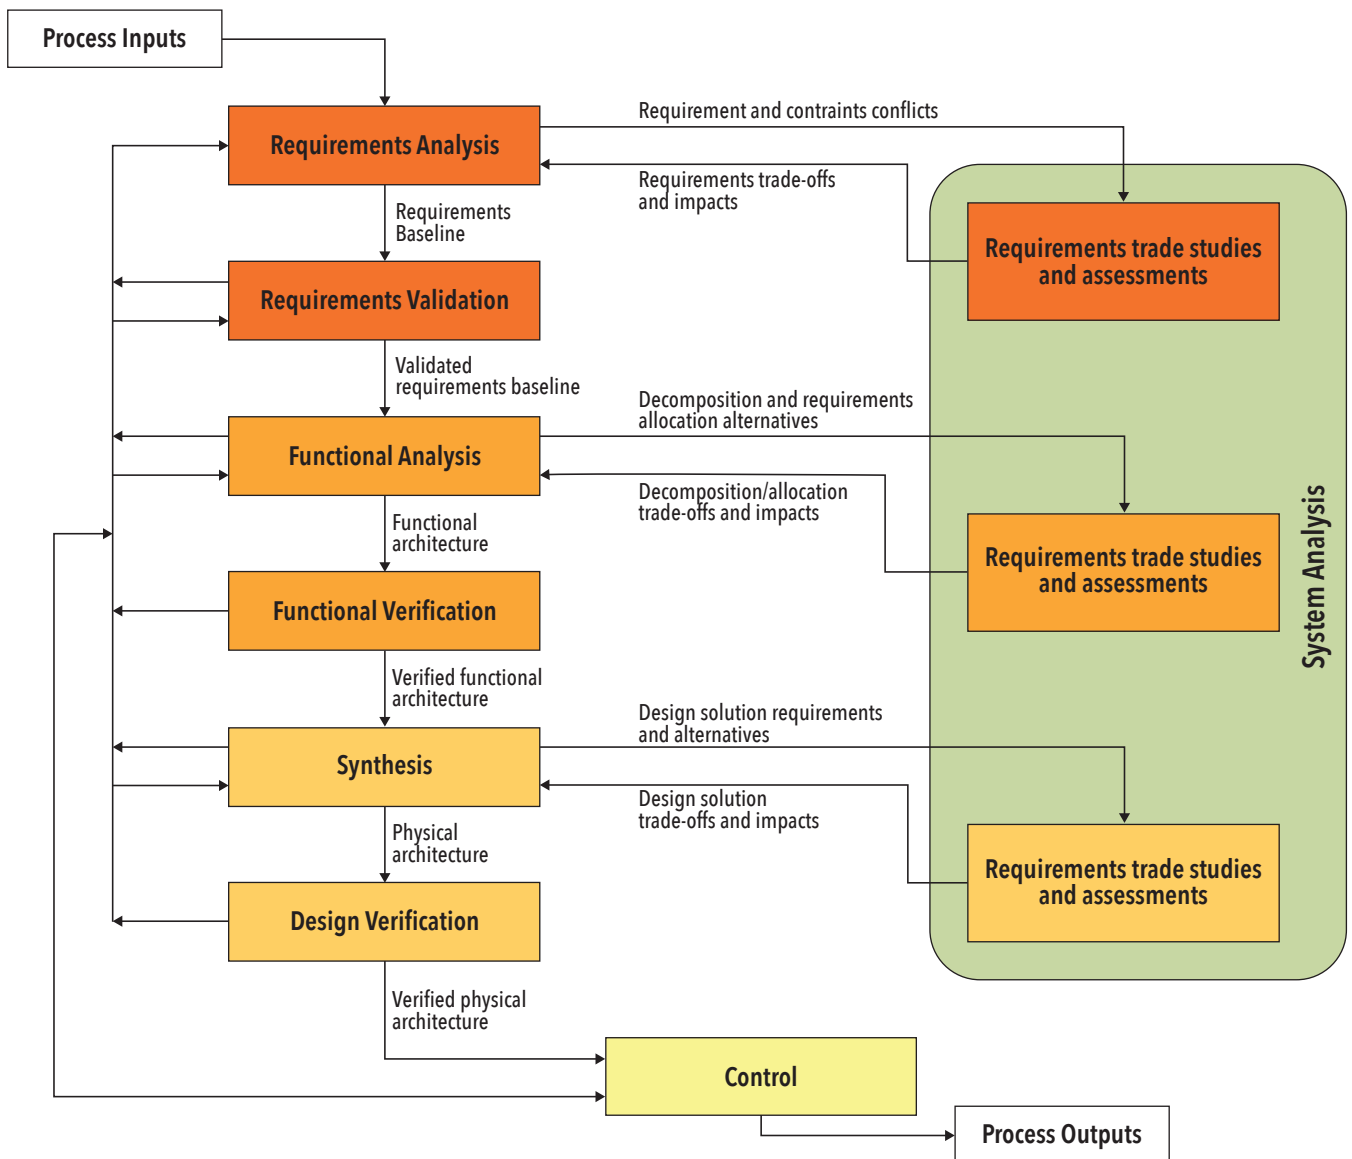 Process Inputs
Requirements Analysis
Requirement and contraints conflicts
Requirements trade-offs
and impacts
Requirements trade studies
and assessments
Requirements
Baseline
Requirements Validation
Validated
requirements baseline
Decomposition and requirements
allocation alternatives
Functional Analysis
Decomposition/allocation
trade-offs and impacts
Requirements trade studies
and assessments
System Analysis
Functional
architecture
Functional Verification
Verified functional
architecture
Design solution requirements
and alternatives
Synthesis
Design solution
trade-offs and impacts
Requirements trade studies
and assessments
Physical
architecture
Design Verification
Verified physical
architecture
Control
Process Outputs